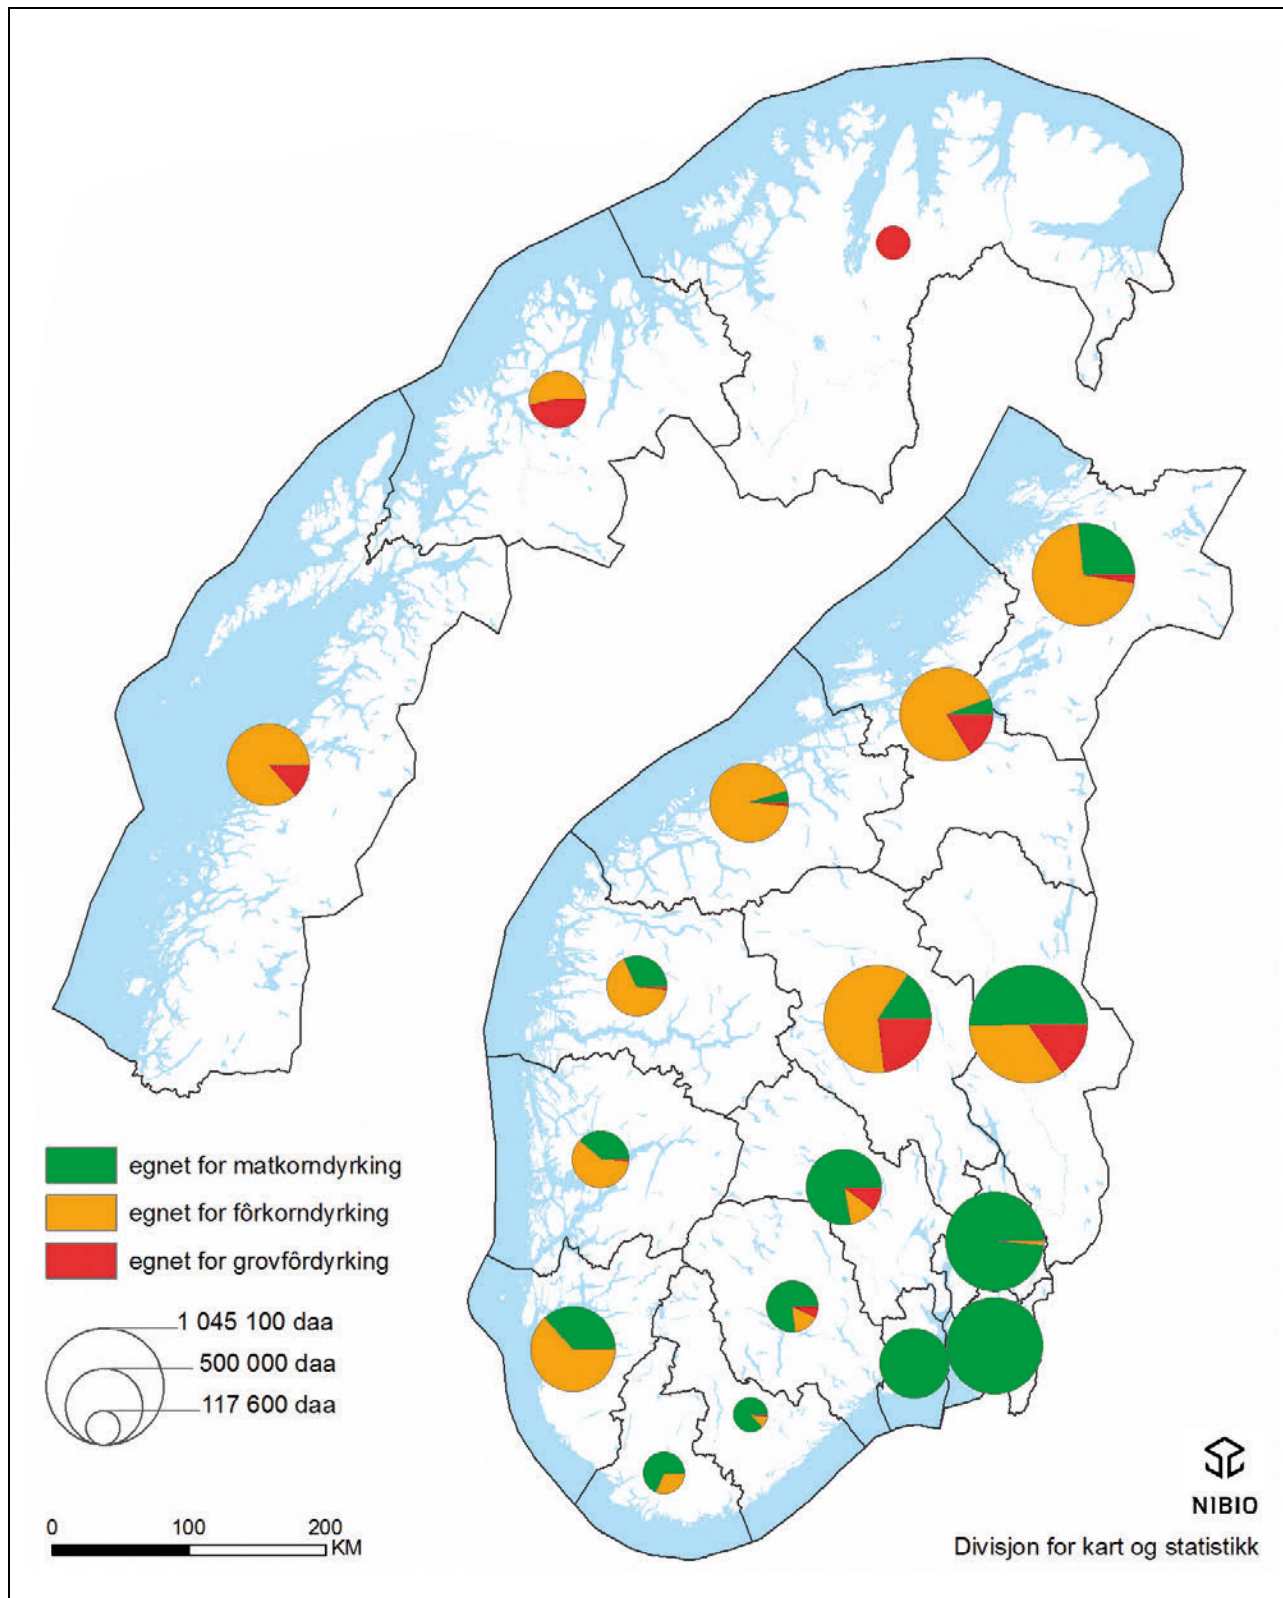 egnet for matkorndyrking
egnet for fôrkorndyrking
egnet for grovfôrdyrking
1 045 100 daa
500 000 daa
117 600 daa
0 100 200
KM
NIBIO
Divisjon for kart og statistikk